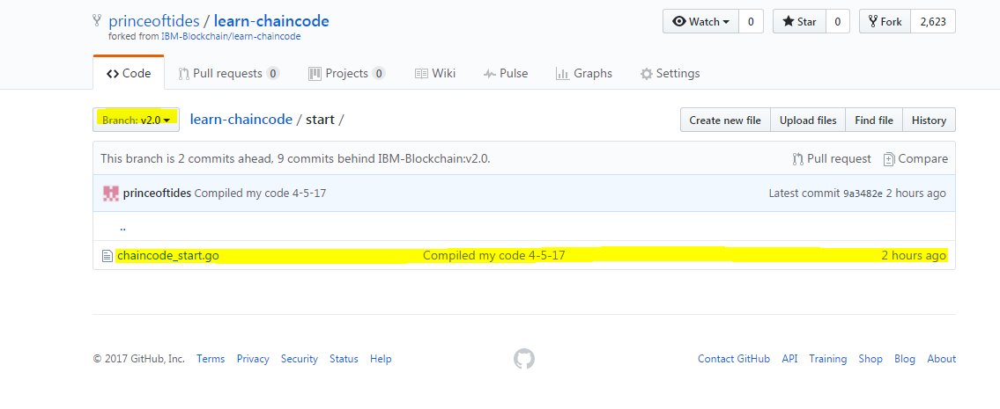 princeoftides / learn-chaincode Watch 0 Star 0 Fork 2,623
forked from IBM-Blockchain/learn-chaincode
Code Pull requests 0 Projects 0 Wiki Pulse Graphs Settings
Branch: v2.0 learn-chaincode / start / Create new file Upload files Find file History
This branch is 2 commits ahead, 9 commits behind IBM-Blockchain:v2.0. Pull request Compare
princeoftides Compiled my code 4-5-17 Latest commit 9a3482e 2 hours ago
..
chaincode_start.go Compiled my code 4-5-17 2 hours ago
© 2017 GitHub, Inc. Terms Privacy Security Status Help Contact GitHub API Training Shop Blog About